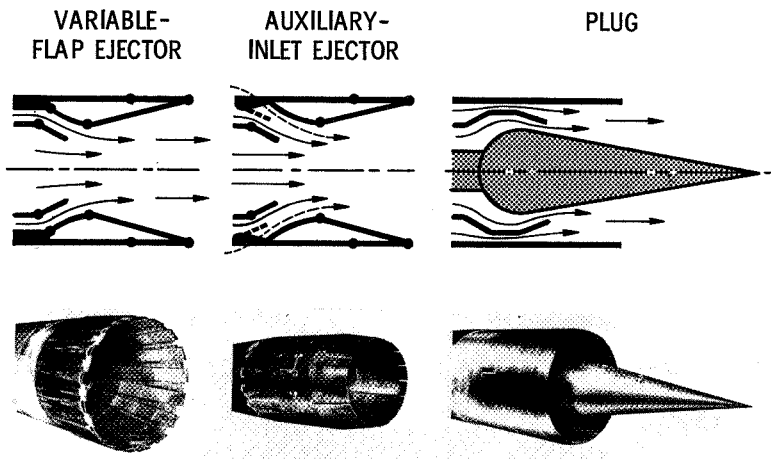 VARIABLE-
FLAP EJECTOR
AUXILIARY-
INLET EJECTOR
PLUG